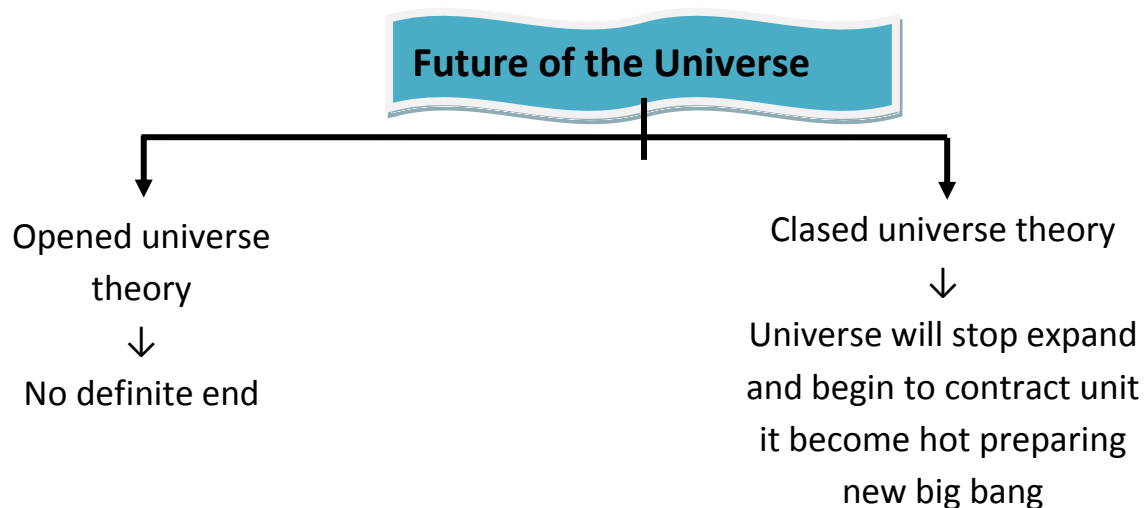 Future of the Universe
Opened universe
theory
↓
No definite end
Clased universe theory
↓
Universe will stop expand
and begin to contract unit
it become hot preparing
new big bang